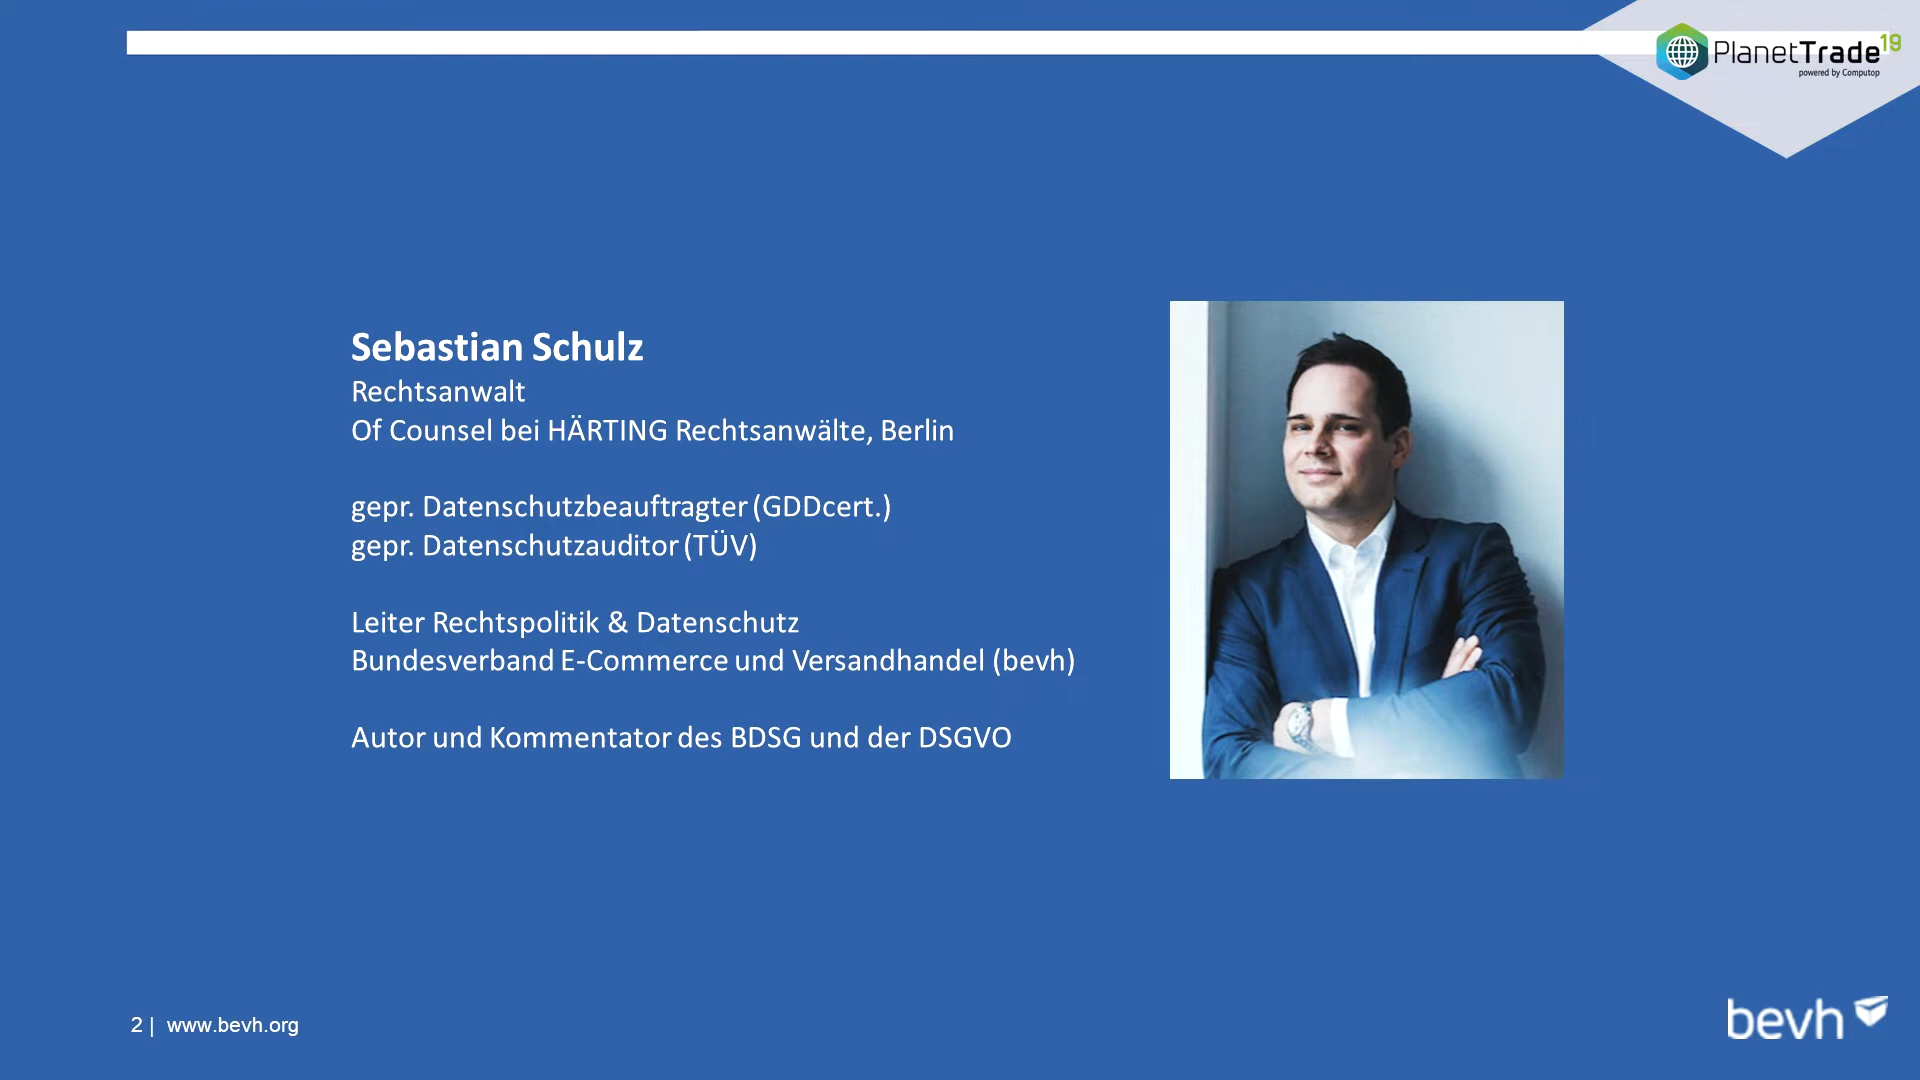 PlanetTrade19
powered by Computop
Sebastian Schulz
Rechtsanwalt
Of Counsel bei HÄRTING Rechtsanwälte, Berlin
gepr. Datenschutzbeauftragter (GDDcert.)
gepr. Datenschutzauditor (TÜV)
Leiter Rechtspolitik & Datenschutz
Bundesverband E-Commerce und Versandhandel (bevh)
Autor und Kommentator des BDSG und der DSGVO
2 | www.bevh.org
bevh